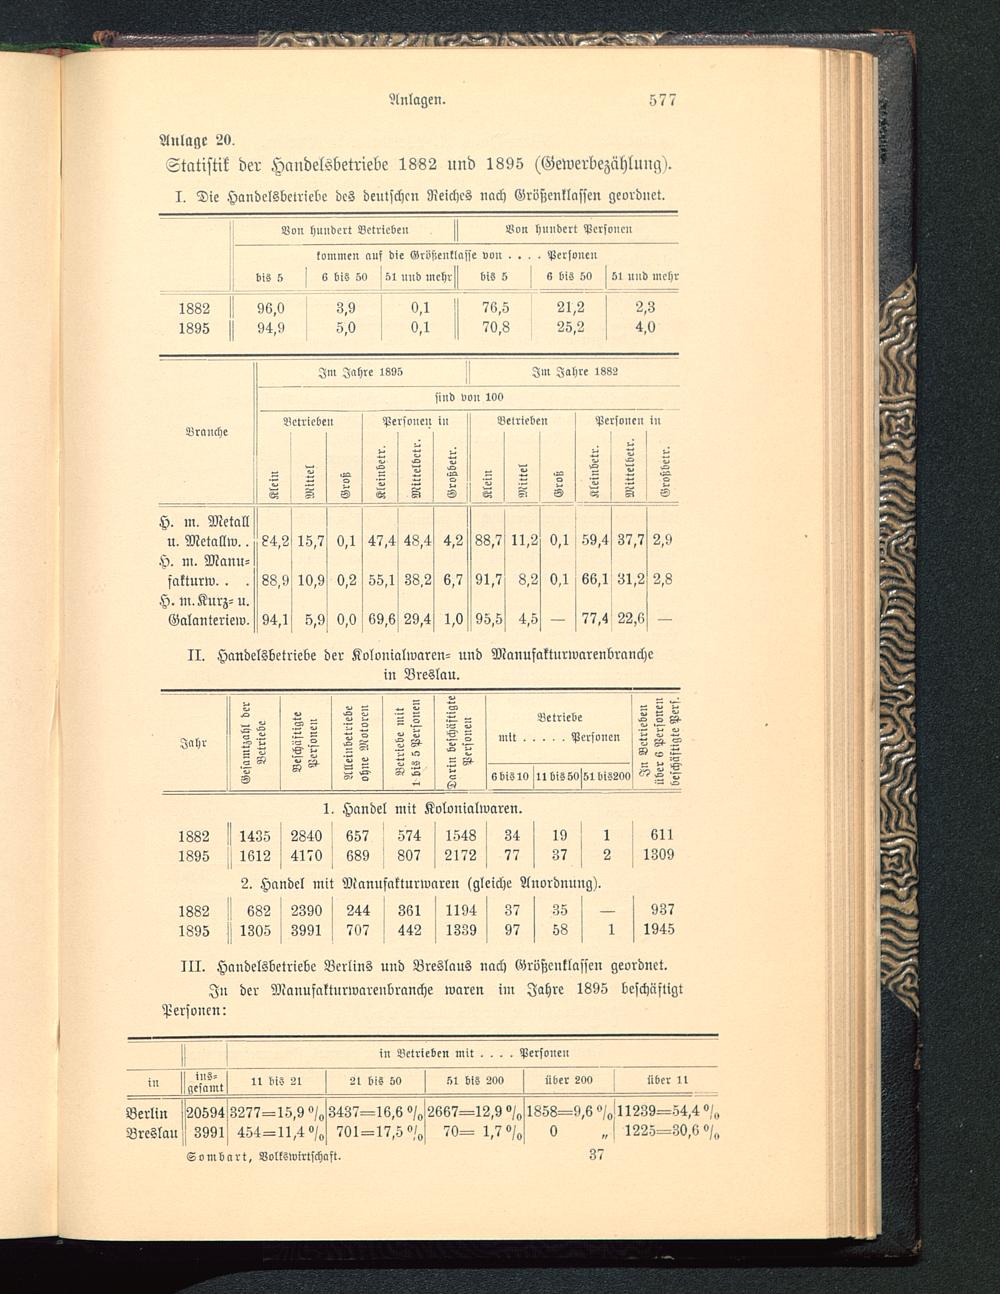 Anlagen. 577
Anlage 20.
Statistik der Handelsbetriebe 1882 und 1895 (Gewerbezählung).
I. Die Handelsbetriebe des deutschen Reiches nach Größenklassen geordnet.
Von hundert Betrieben Von hundert Personen
kommen auf die Größenklasse von . . . . Personen
bis 5 6 bis 50 51 und mehr bis 5 6 bis 50 51 und mehr
1882 96,0 3,9 0,1 76,5 21,2 2,3
1895 94,9 5,0 0,1 70,8 25,2 4,0
Branche
Im Jahre 1895 Im Jahre 1882
sind von 100
Betrieben Personen in Betrieben Personen in
Klein Mittel Groß Kleinbetr. Mittelbetr. Großbetr. Klein Mittel Groß Kleinbetr. Mittelbetr. Großbetr.
H. m. Metall
u. Metallw. . 84,2 15,7 0,1 47,4 48,4 4,2 88,7 11,2 0,1 59,4 37,7 2,9
H. m. Manu-
fakturw. . . 88,9 10,9 0,2 55,1 38,2 6,7 91,7 8,2 0,1 66,1 31,2 2,8
H. m. Kurz- u.
Galanteriew. 94,1 5,9 0,0 69,6 29,4 1,0 95,5 4,5 — 77,4 22,6 —
II. Handelsbetriebe der Kolonialwaren- und Manufakturwarenbranche
in Breslau.
Jahr
Gesamtzahl der
Betriebe
Beschäftigte
Personen
Alleinbetriebe
ohne Motoren
Betriebe mit
1 bis 5 Personen
Darin beschäftigte
Personen
Betriebe
mit . . . . . Personen
6 bis 10 11 bis 50 51 bis 200
In Betrieben
über 6 Personen
beschäftigte Pers.
1. Handel mit Kolonialwaren.
1882 1435 2840 657 574 1548 34 19 1 611
1895 1612 4170 689 807 2172 77 37 2 1309
2. Handel mit Manufakturwaren (gleiche Anordnung).
1882 682 2390 244 361 1194 37 35 — 937
1895 1305 3991 707 442 1339 97 58 1 1945
III. Handelsbetriebe Berlins und Breslaus nach Größenklassen geordnet.
In der Manufakturwarenbranche waren im Jahre 1895 beschäftigt
Personen:
in Betrieben mit . . . . Personen
in ins-
gesamt 11 bis 21 21 bis 50 51 bis 200 über 200 über 11
Berlin 20594 3277=15,9 % 3437=16,6 % 2667=12,9 % 1858=9,6 % 11239=54,4 %
Breslau 3991 454=11,4 % 701=17,5 % 70= 1,7 % 0 „ 1225=30,6 %
Sombart, Volkswirtschaft. 37